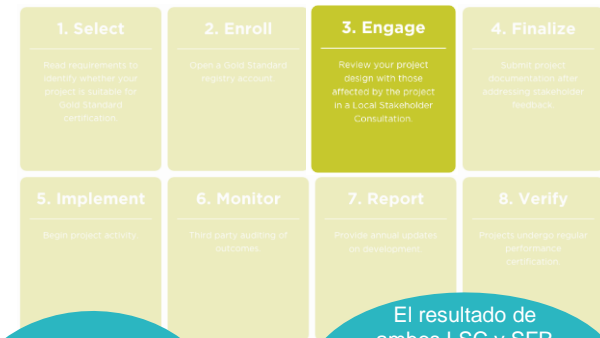 1. Select
Read requirements to
identify whether your
project is suitable for
Gold Standard
certification.
2. Enroll
Open a Gold Standard
registry account.
3. Engage
Review your project
design with those
affected by the project
in a Local Stakeholder
Consultation.
4. Finalize
Submit project
documentation after
addressing stakeholder
feedback.
5. Implement
Begin project activity.
6. Monitor
Third party auditing of
outcomes.
7. Report
Provide annual updates
on development.
8. Verify
Projects undergo regular
performance
certification.
El resultado de
ambos LSC y SFR